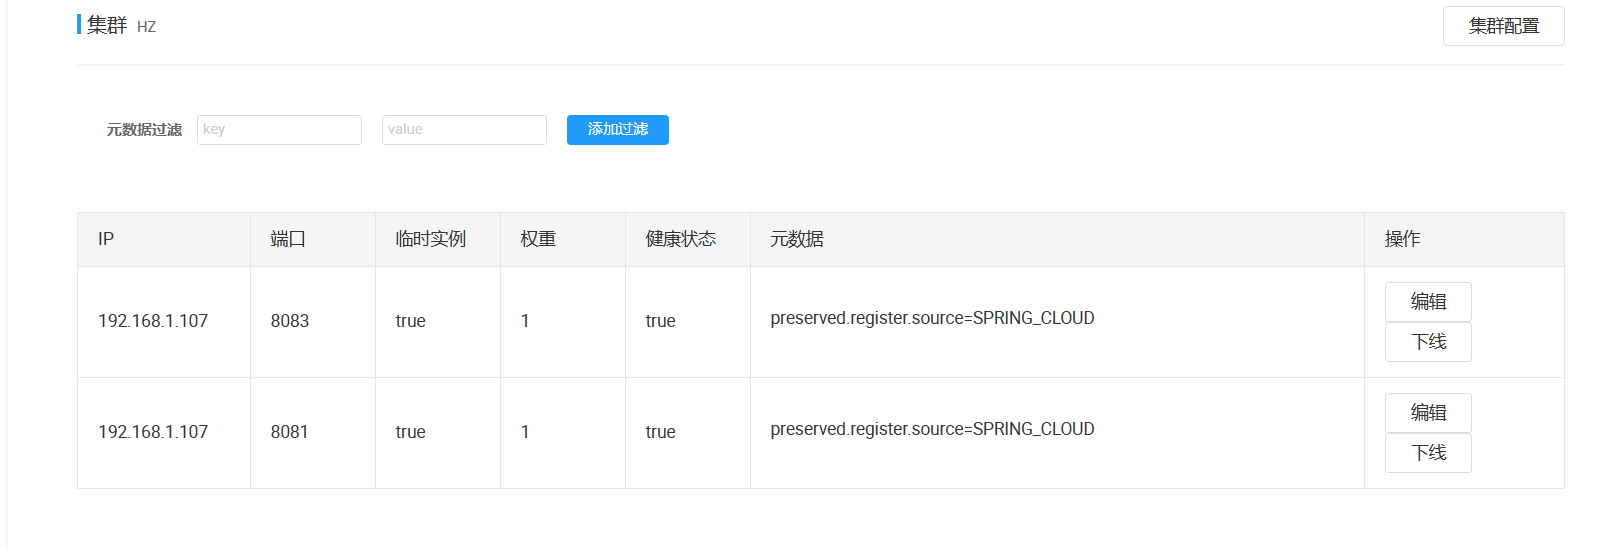 集群 HZ 集群配置
元数据过滤 key value 添加过滤
IP 端口 临时实例 权重 健康状态 元数据 操作
192.168.1.107 8083 true 1 true preserved.register.source=SPRING_CLOUD 编辑
下线
192.168.1.107 8081 true 1 true preserved.register.source=SPRING_CLOUD 编辑
下线